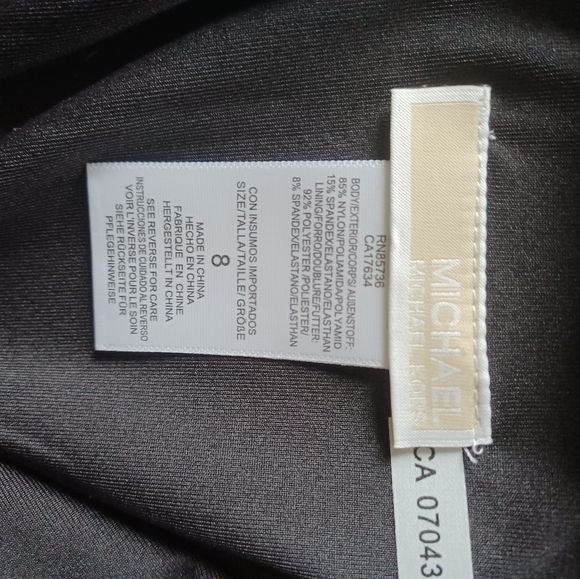 MICHAEL
MICHAEL KORS
RN85736
CA17634
BODY/EXTERIOR/CORPS/ AUßENSTOFF:
85% NYLON/POLIAMIDA/POLYAMID
15% SPANDEX/ELASTAND/ELASTHAN
LINING/FORRO/DOUBLURE/FUTTER:
92% POLYESTER /POLIESTER/
8% SPANDEX/ELASTANO/ELASTHAN
CON INSUMOS IMPORTADOS
SIZE/TALLA/TAILLE/GRÖßE
8
MADE IN CHINA
HECHO EN CHINA
FABRIQUE EN CHINE
HERGESTELLT IN CHINA
SEE REVERSE FOR CARE
INSTRUCCIONES DE CUIDADO AL REVERSO
VOIR L'INVERSE POUR LE SOIN
SIEHE RÜCKSEITE FÜR
PFLEGEHINWEISE
CA 07043